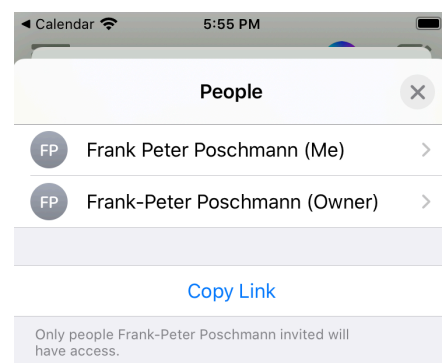 ◀ Calendar 5:55 PM
People
FP Frank Peter Poschmann (Me)
FP Frank-Peter Poschmann (Owner)
Copy Link
Only people Frank-Peter Poschmann invited will
have access.